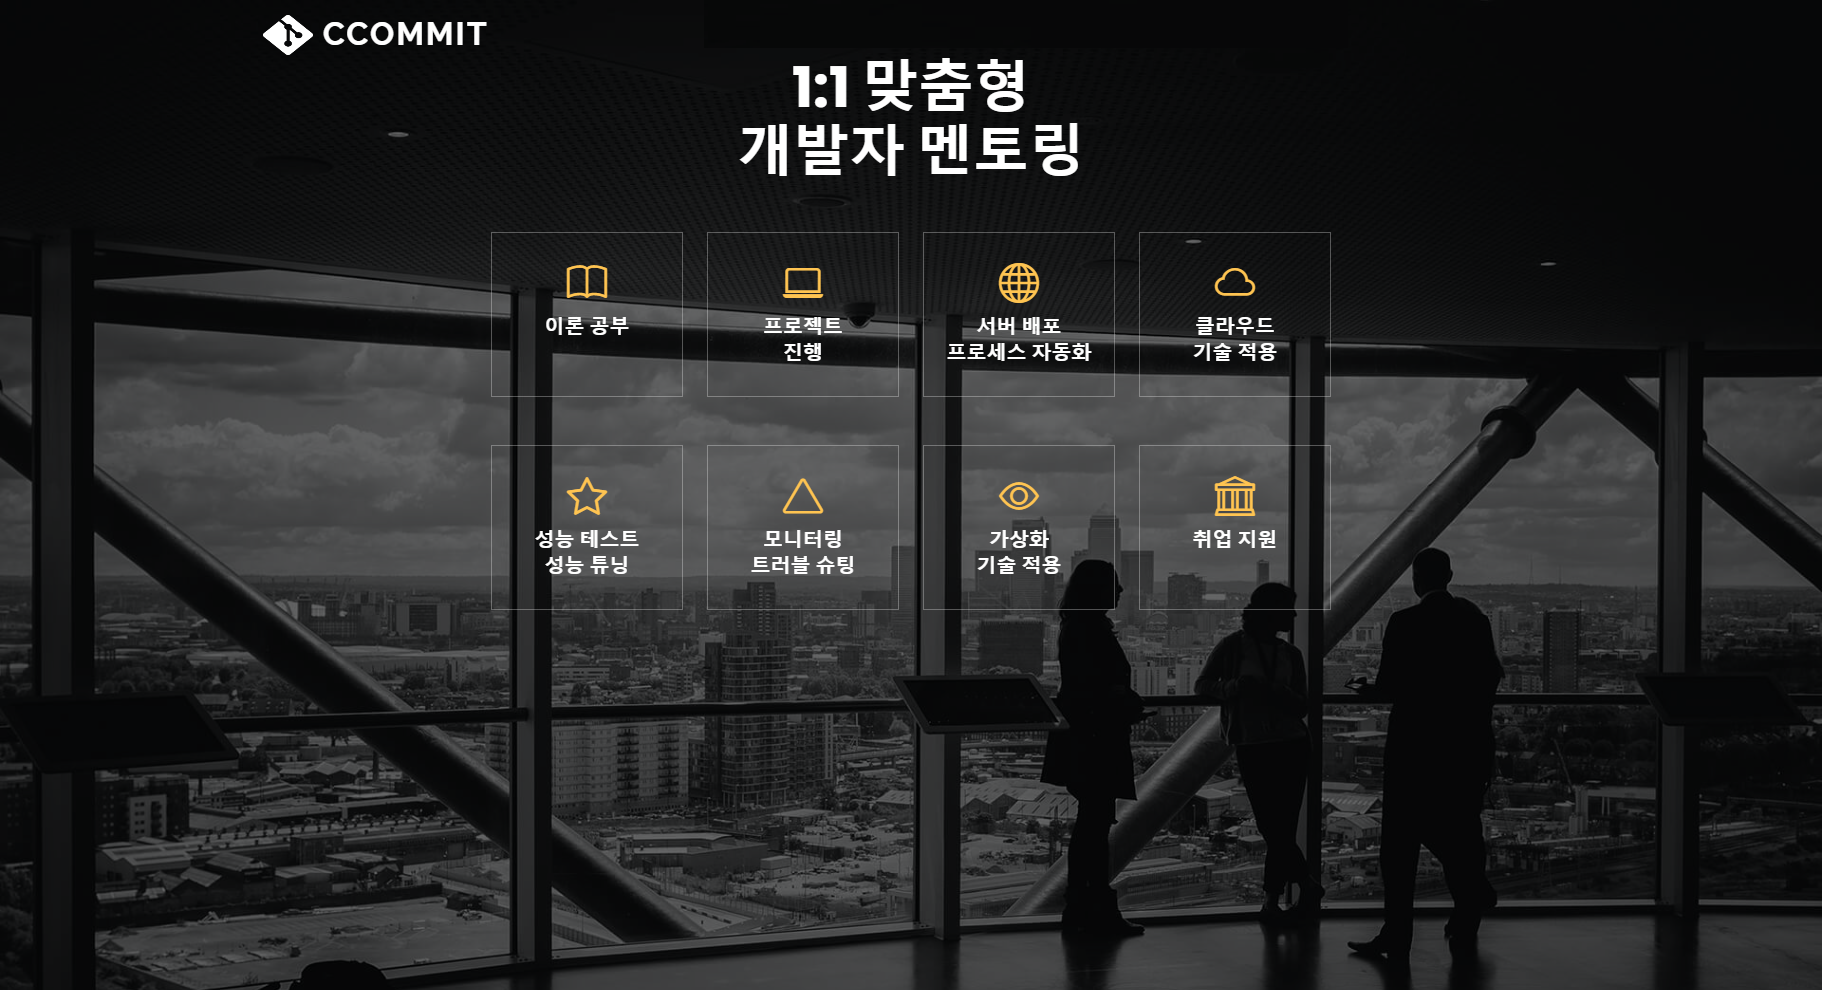 CCOMMIT
1:1 맞춤형
개발자 멘토링
이론 공부
프로젝트
진행
서버 배포
프로세스 자동화
클라우드
기술 적용
성능 테스트
성능 튜닝
모니터링
트러블 슈팅
가상화
기술 적용
취업 지원